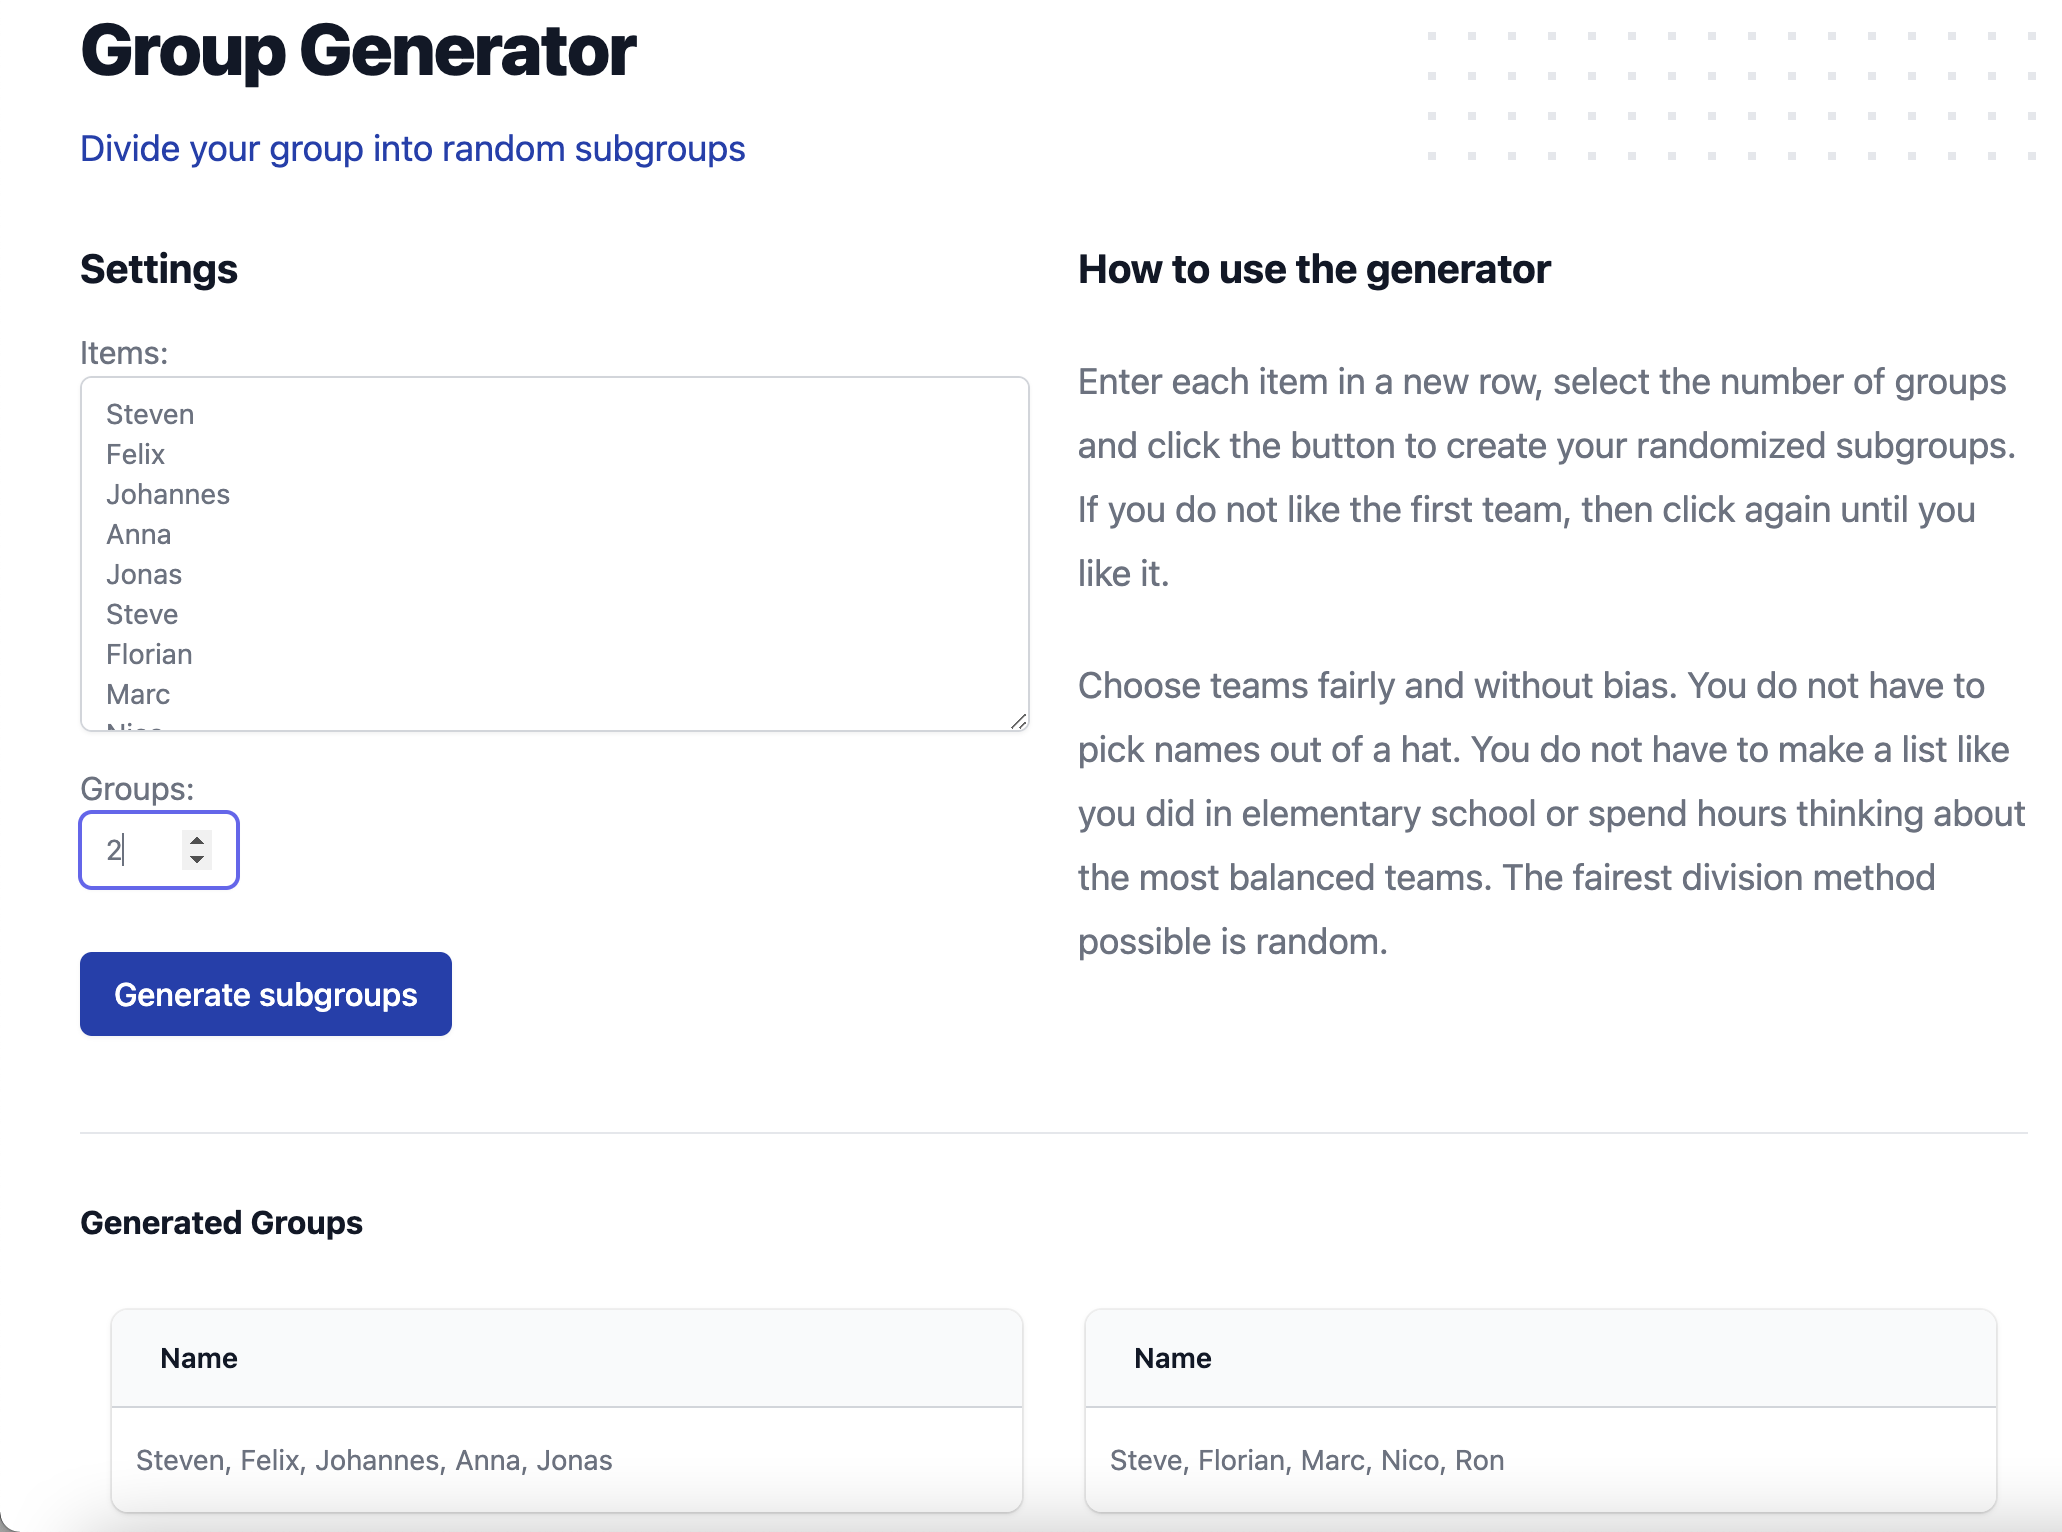 Group Generator
Divide your group into random subgroups
Settings
Items:
Steven
Felix
Johannes
Anna
Jonas
Steve
Florian
Marc
Nico
Groups:
2
Generate subgroups
How to use the generator
Enter each item in a new row, select the number of groups
and click the button to create your randomized subgroups.
If you do not like the first team, then click again until you
like it.
Choose teams fairly and without bias. You do not have to
pick names out of a hat. You do not have to make a list like
you did in elementary school or spend hours thinking about
the most balanced teams. The fairest division method
possible is random.
Generated Groups
Name
Steven, Felix, Johannes, Anna, Jonas
Name
Steve, Florian, Marc, Nico, Ron